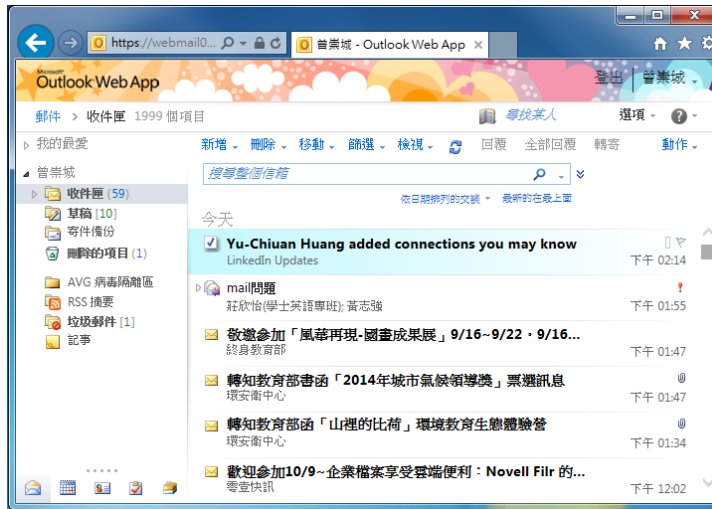 https://webmail0...
曾崇城 - Outlook Web App
Microsoft
Outlook Web App
登出 | 曾崇城
郵件 > 收件匣 1999 個項目
尋找某人
選項
我的最愛
新增 刪除 移動 篩選 檢視 回覆 全部回覆 轉寄 動作
曾崇城
收件匣 (59)
草稿 [10]
寄件備份
刪除的項目 (1)
AVG 病毒隔離區
RSS 摘要
垃圾郵件 [1]
記事
搜尋整個信箱
依日期排列的交談 最新的在最上面
今天
Yu-Chiuan Huang added connections you may know
LinkedIn Updates 下午 02:14
mail問題
莊欣怡(學士英語專班); 黃志強 下午 01:55
敬邀參加「風華再現-國畫成果展」9/16~9/22，9/16...
終身教育部 下午 01:47
轉知教育部書函「2014年城市氣候領導獎」票選訊息
環安衛中心 下午 01:47
轉知教育部函「山裡的比荷」環境教育生態體驗營
環安衛中心 下午 01:34
歡迎參加10/9~企業檔案享受雲端便利：Novell Filr 的...
零壹快訊 下午 12:02